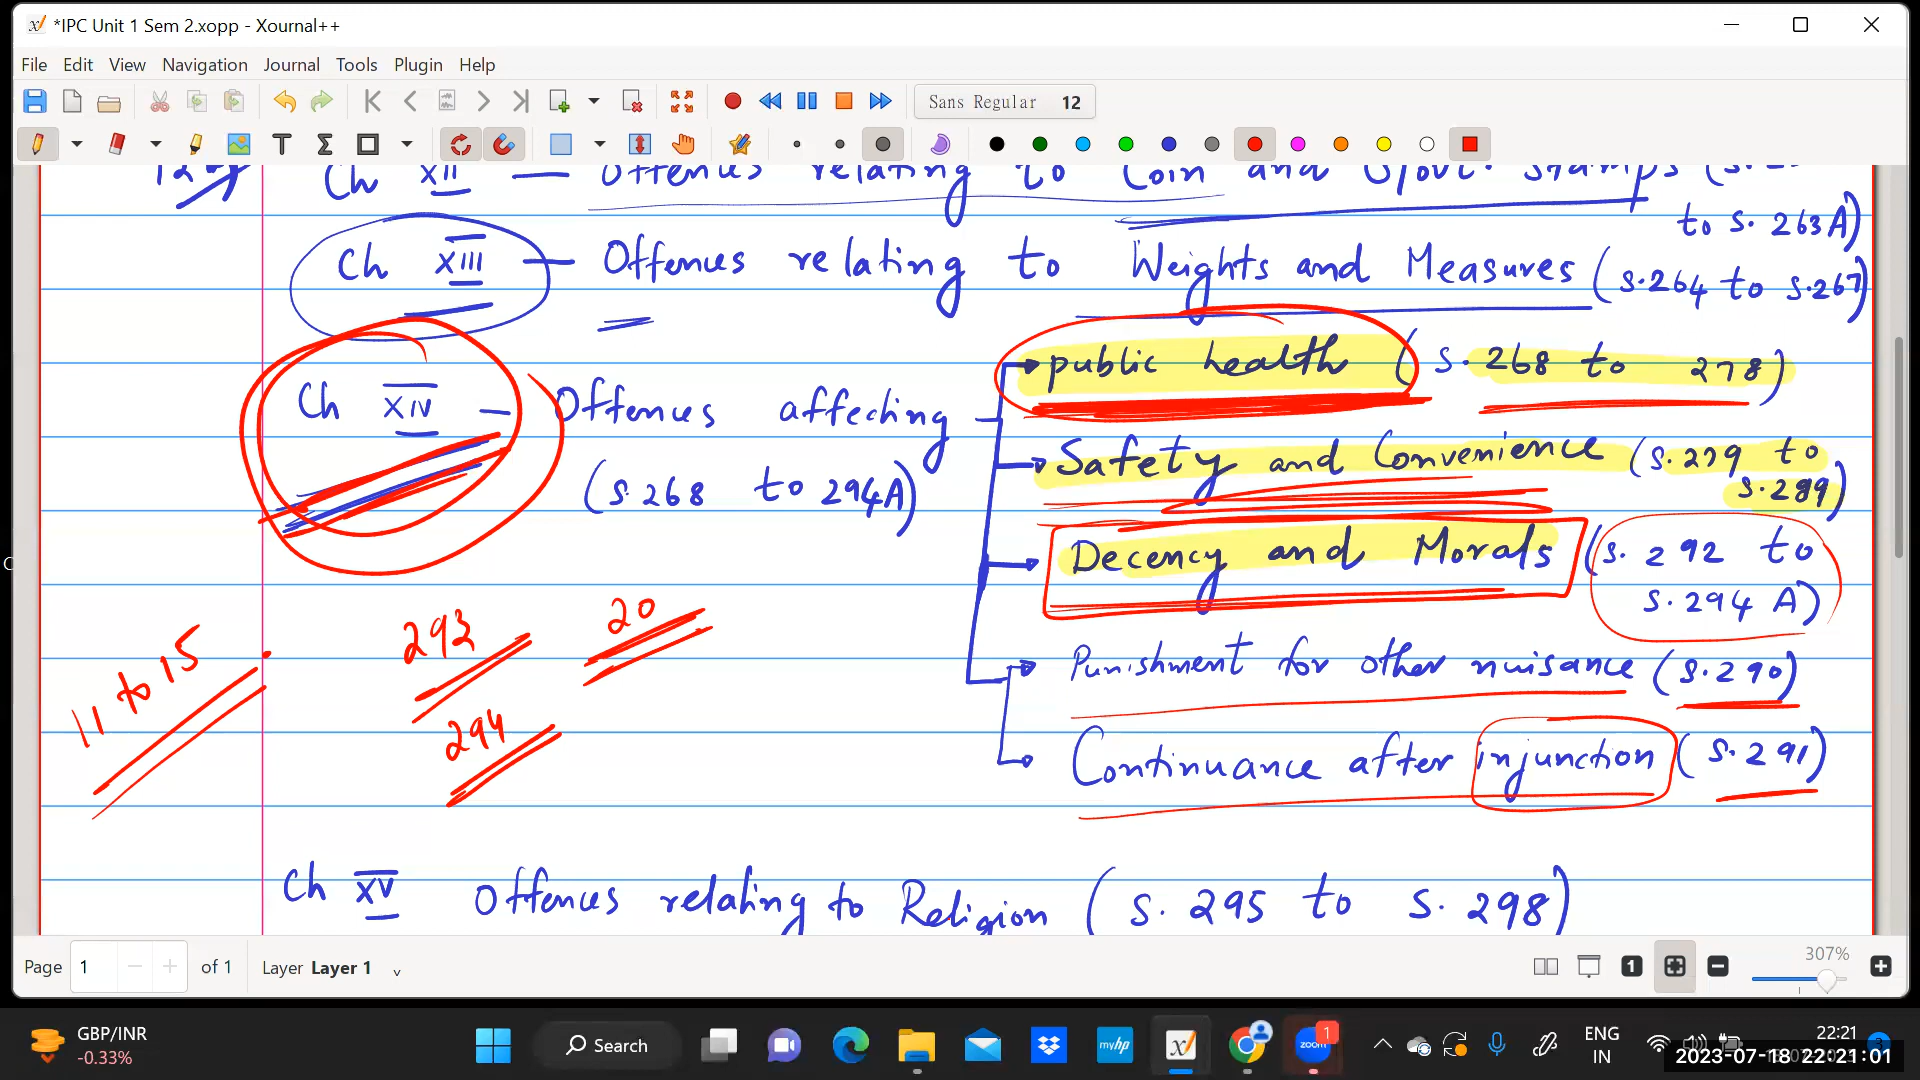 *IPC Unit 1 Sem 2.xopp - Xournal++
File Edit View Navigation Journal Tools Plugin Help
Sans Regular 12
Ch XII — Offences relating to Coin and Govt. Stamps
to S. 263A)
Ch XIII — Offences relating to Weights and Measures (S.264 to S.267)
public health (S. 268 to 278)
Ch XIV — Offences affecting
Safety and Convenience (S.279 to
S.289)
(S.268 to 294A)
Decency and Morals (S. 292 to
S.294 A)
293 20
11 to 15
Punishment for other nuisance (S.290)
294
Continuance after injunction (S.291)
Ch XV Offences relating to Religion (S. 295 to S. 298)
Page 1 of 1 Layer Layer 1 307%
GBP/INR
-0.33%
Search
myhp
zoom
1
ENG
IN
22:21
2023-07-18 22:21:01